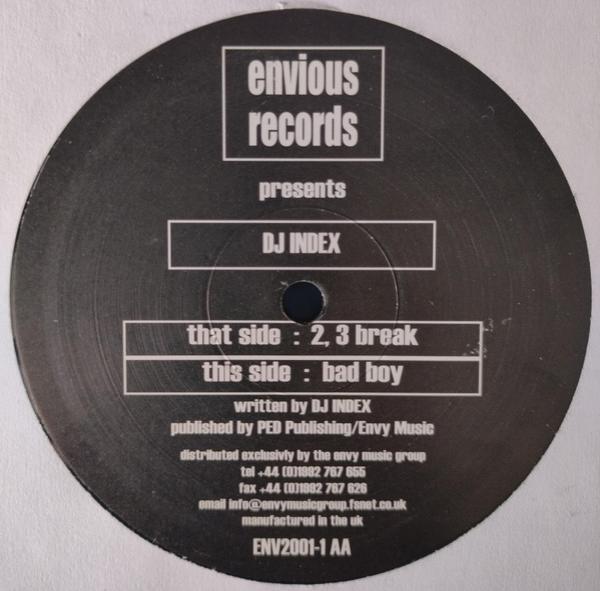 envious
records
presents
DJ INDEX
that side : 2, 3 break
this side : bad boy
written by DJ INDEX
published by PED Publishing/Envy Music
distributed exclusivly by the envy music group
tel +44 (0)1992 767 655
fax +44 (0)1992 767 626
email info@envymusicgroup.fsnet.co.uk
manufactured in the uk
ENV2001-1 AA